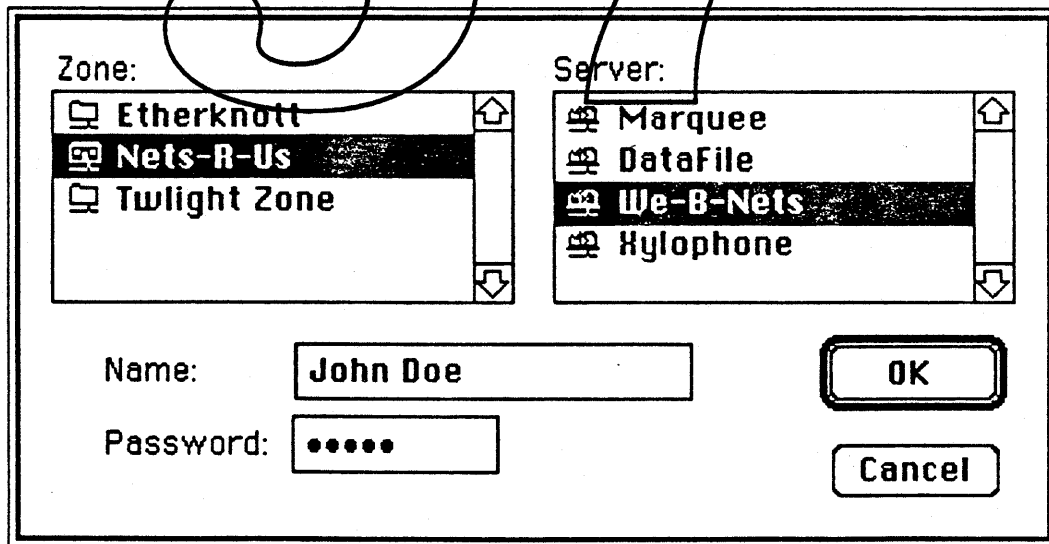 Zone:
Etherknott
Nets-R-Us
Twlight Zone
Server:
Marquee
DataFile
We-B-Nets
Xylophone
Name:
John Doe
OK
Password:
•••••
Cancel